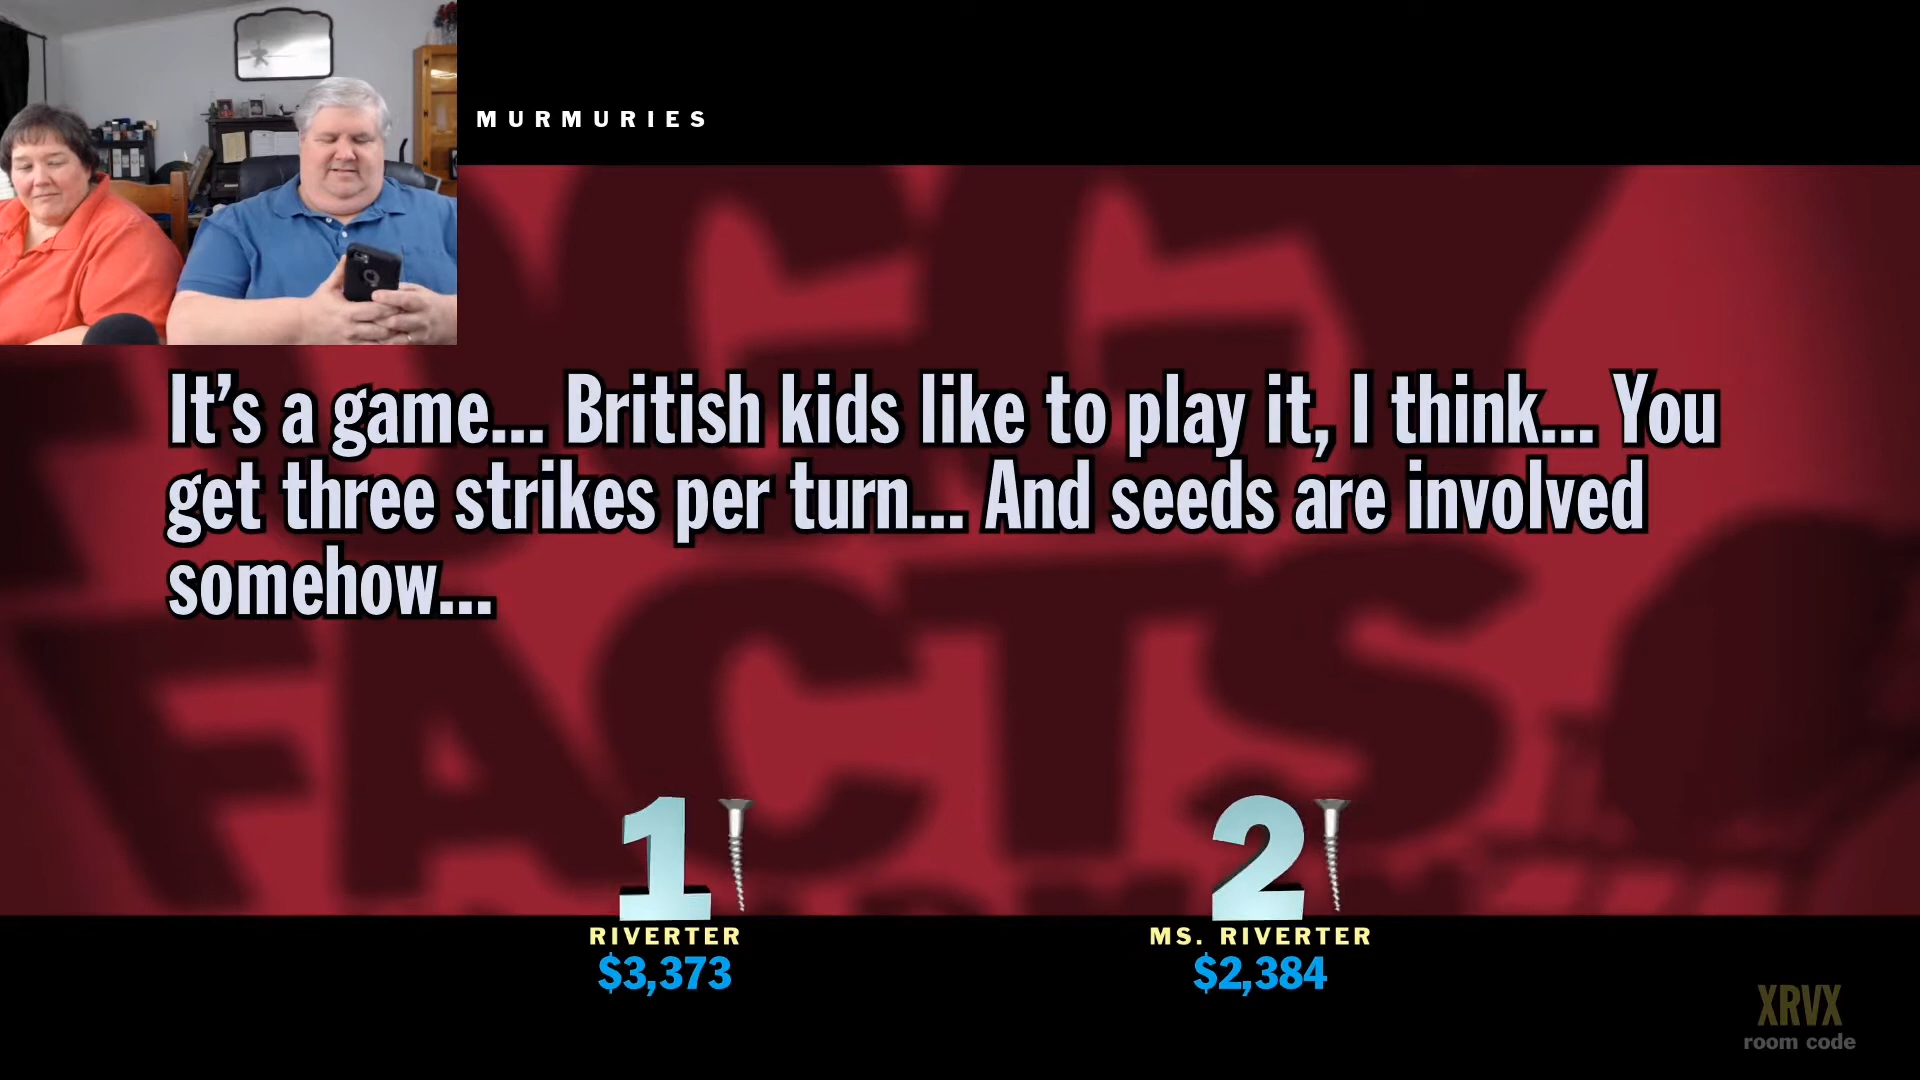 MURMURIES
It's a game... British kids like to play it, I think... You
get three strikes per turn... And seeds are involved
somehow...
FACTS
1
2
RIVERTER
MS. RIVERTER
$3,373
$2,384
XRVX
room code